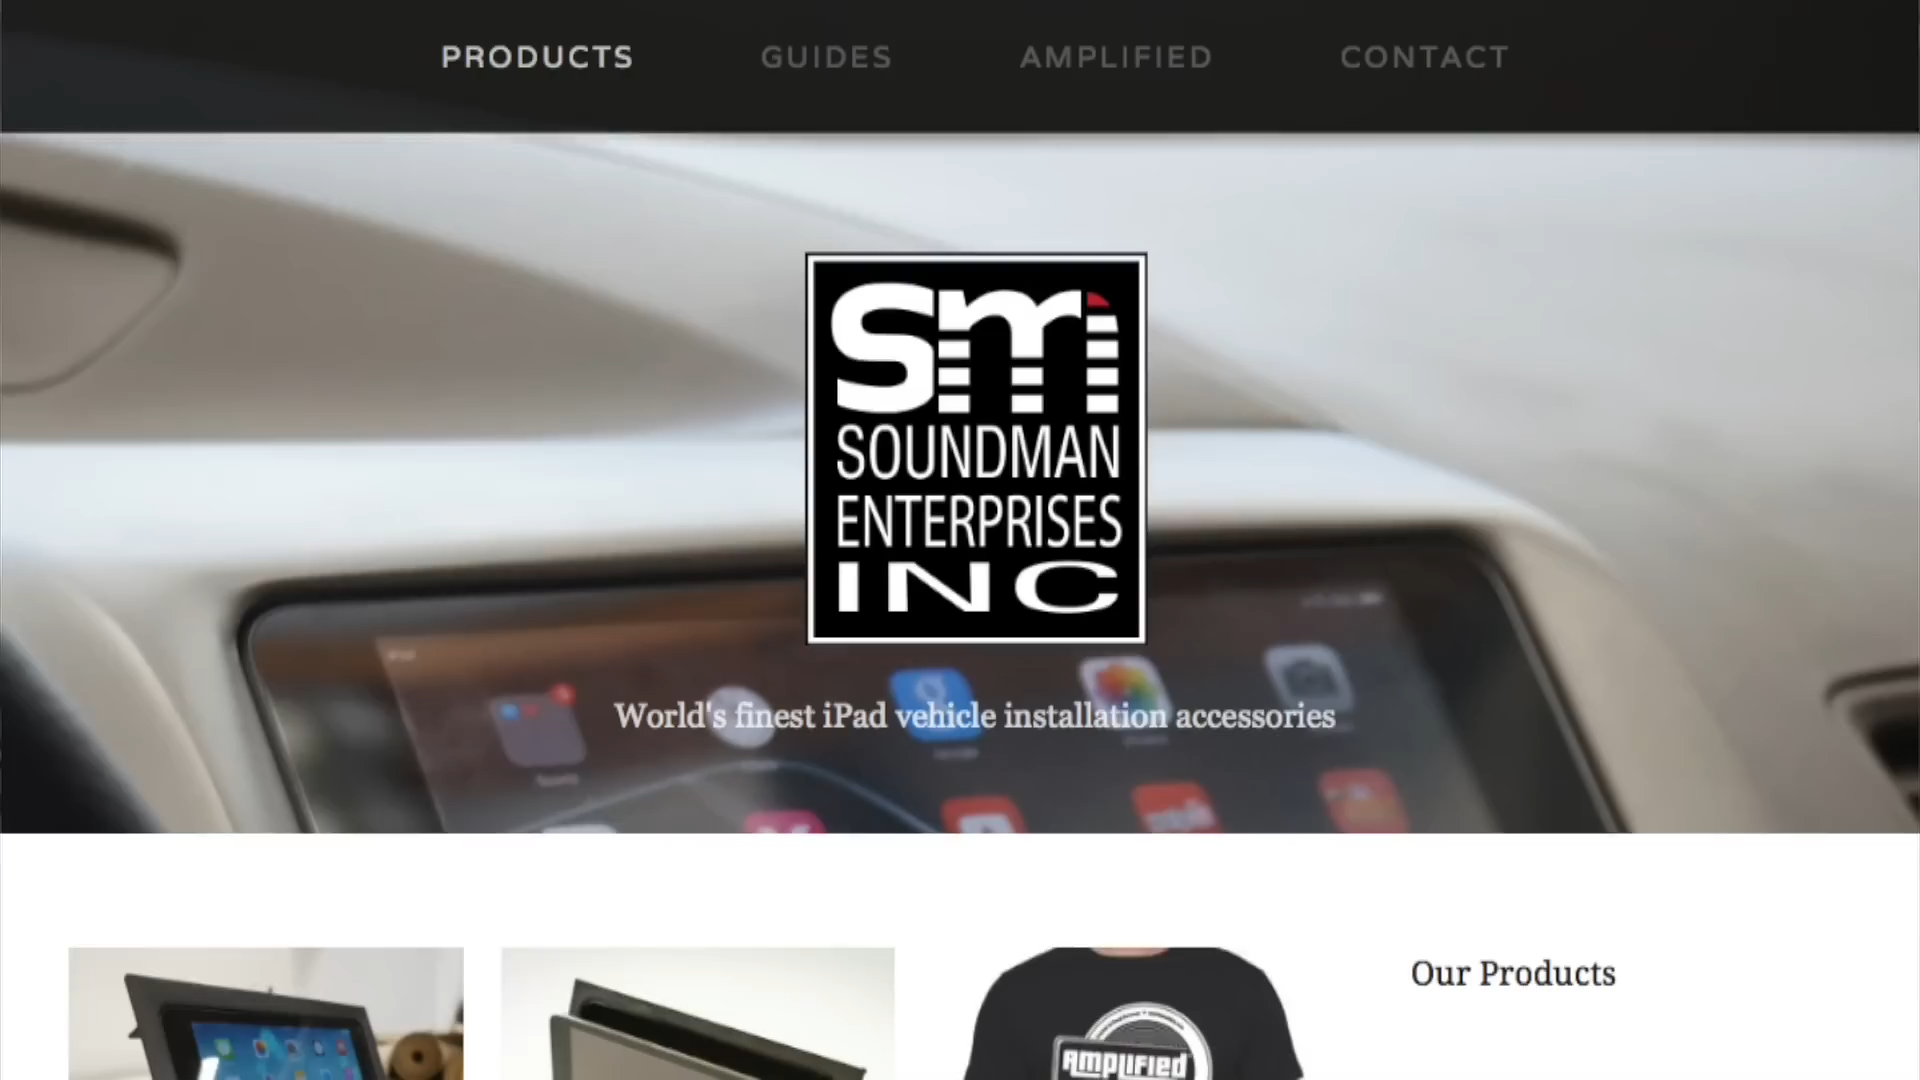 PRODUCTS GUIDES AMPLIFIED CONTACT
smi
SOUNDMAN
ENTERPRISES
INC
World's finest iPad vehicle installation accessories
Our Products
AMPLIFIED